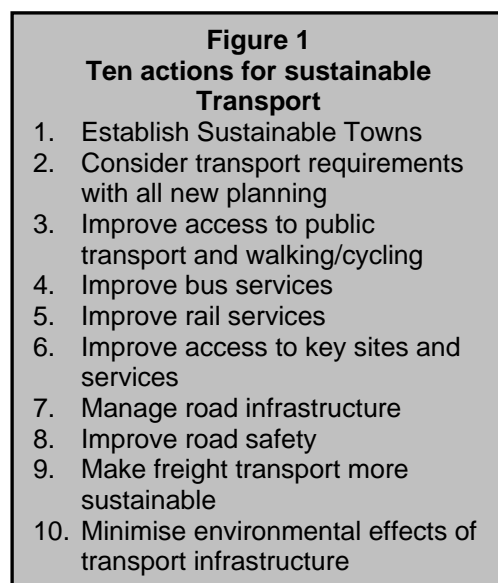 Figure 1
Ten actions for sustainable
Transport
1. Establish Sustainable Towns
2. Consider transport requirements
with all new planning
3. Improve access to public
transport and walking/cycling
4. Improve bus services
5. Improve rail services
6. Improve access to key sites and
services
7. Manage road infrastructure
8. Improve road safety
9. Make freight transport more
sustainable
10. Minimise environmental effects of
transport infrastructure